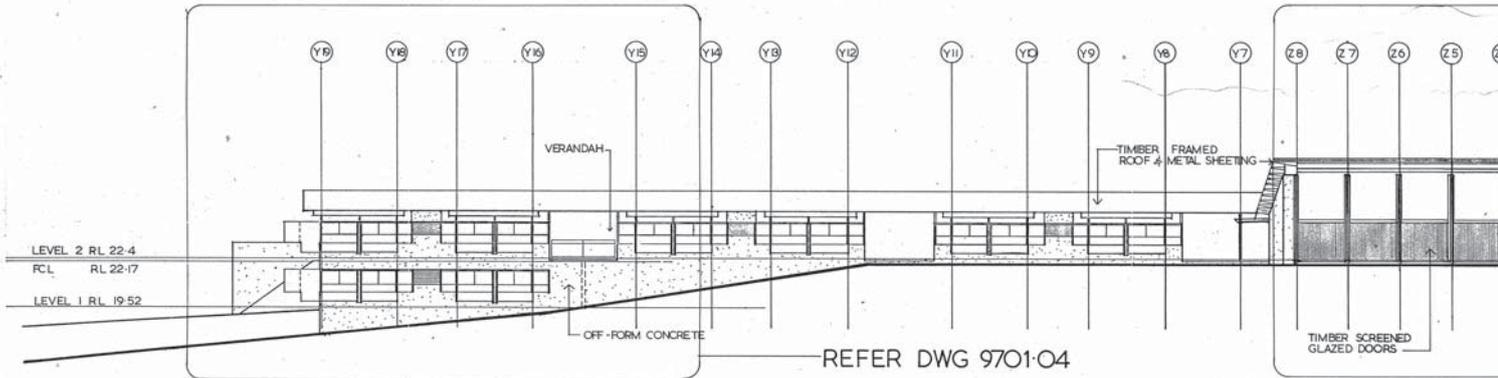 Y19 Y18 Y17 Y16 Y15 Y14 Y13 Y12 Y11 Y10 Y9 Y8 Y7 Z8 Z7 Z6 Z5
VERANDAH
TIMBER FRAMED
ROOF & METAL SHEETING
LEVEL 2 RL 22·4
FCL RL 22·17
LEVEL 1 RL 19·52
OFF-FORM CONCRETE
REFER DWG 9701·04
TIMBER SCREENED
GLAZED DOORS